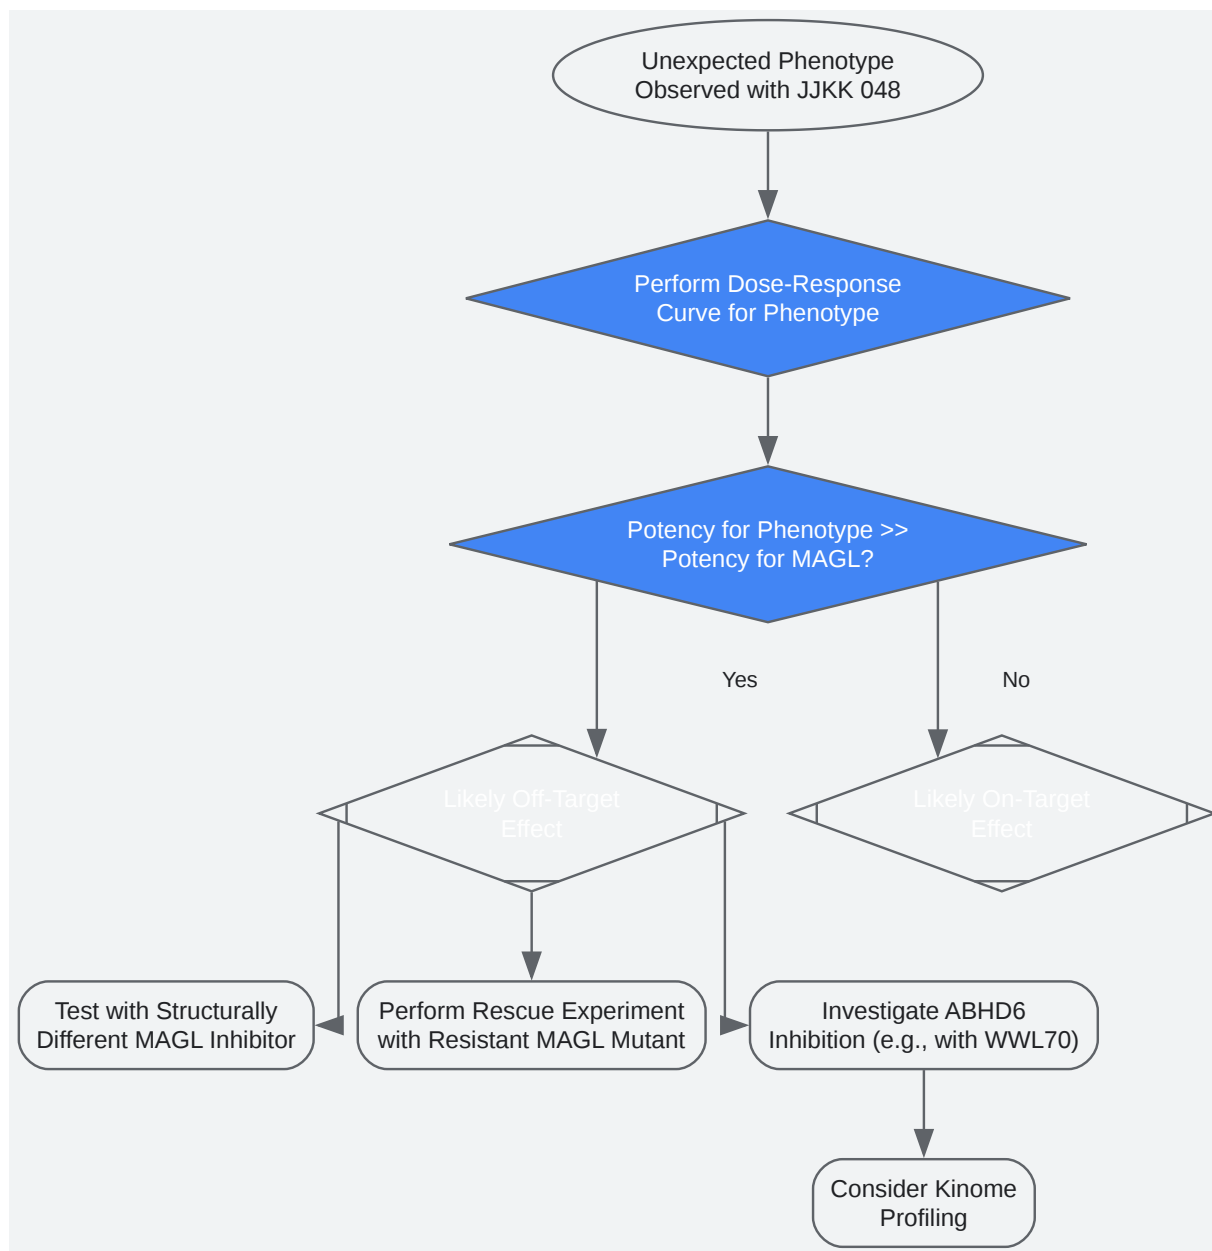 Unexpected Phenotype
Observed with JJKK 048
Perform Dose-Response
Curve for Phenotype
Potency for Phenotype >>
Potency for MAGL?
Yes
No
Likely Off-Target
Effect
Likely On-Target
Effect
Test with Structurally
Different MAGL Inhibitor
Perform Rescue Experiment
with Resistant MAGL Mutant
Investigate ABHD6
Inhibition (e.g., with WWL70)
Consider Kinome
Profiling